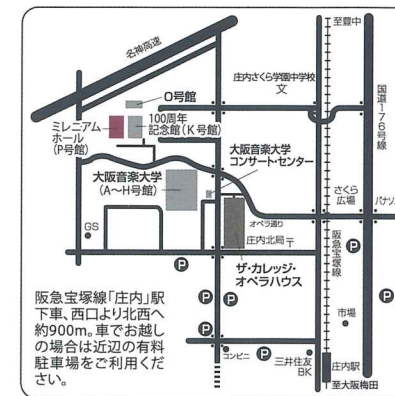 至豊中
名神高速
庄内さくら学園中学校
文
国道176号線
O号館
ミレニアム
ホール
(P号館)
100周年
記念館(K号館)
大阪音楽大学
コンサート・センター
大阪音楽大学
(A〜H号館)
さくら
広場
パナソ
オペラ通り
GS
庄内北局〒
阪急宝塚線
P
ザ・カレッジ・
オペラハウス
P
P
P
P
P
P
市場
阪急宝塚線「庄内」駅
下車、西口より北西へ
約900m。車でお越し
の場合は近辺の有料
駐車場をご利用くだ
さい。
コンビニ
三井住友
BK
庄内駅
至大阪梅田